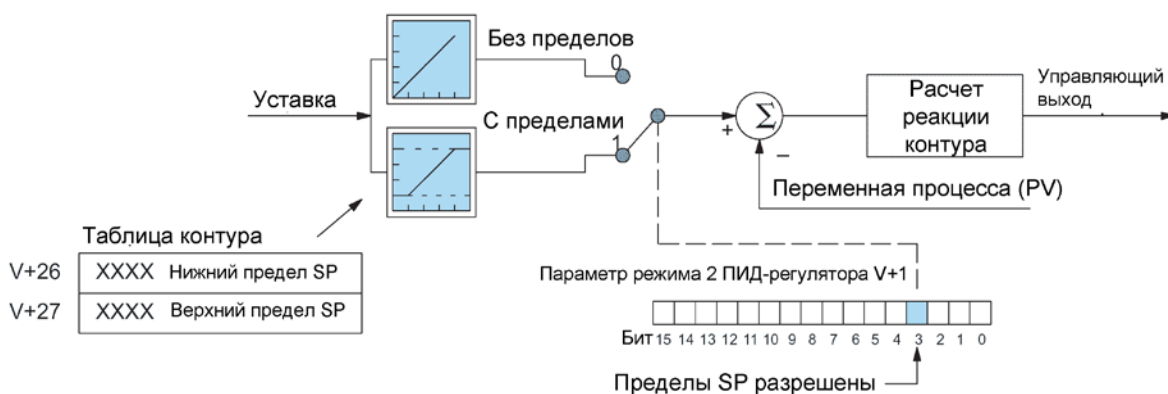 Без пределов
0
Уставка
С пределами
1
+
Σ
−
Расчет
реакции
контура
Управляющий
выход
Переменная процесса (PV)
Таблица контура
V+26 XXXX Нижний предел SP
V+27 XXXX Верхний предел SP
Параметр режима 2 ПИД-регулятора V+1
Бит 15 14 13 12 11 10 9 8 7 6 5 4 3 2 1 0
Пределы SP разрешены